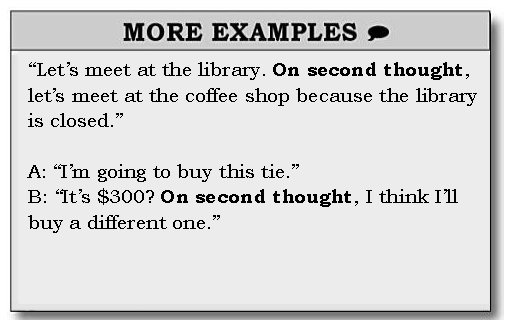 MORE EXAMPLES
“Let’s meet at the library. On second thought,
let’s meet at the coffee shop because the library
is closed.”
A: “I’m going to buy this tie.”
B: “It’s $300? On second thought, I think I’ll
buy a different one.”